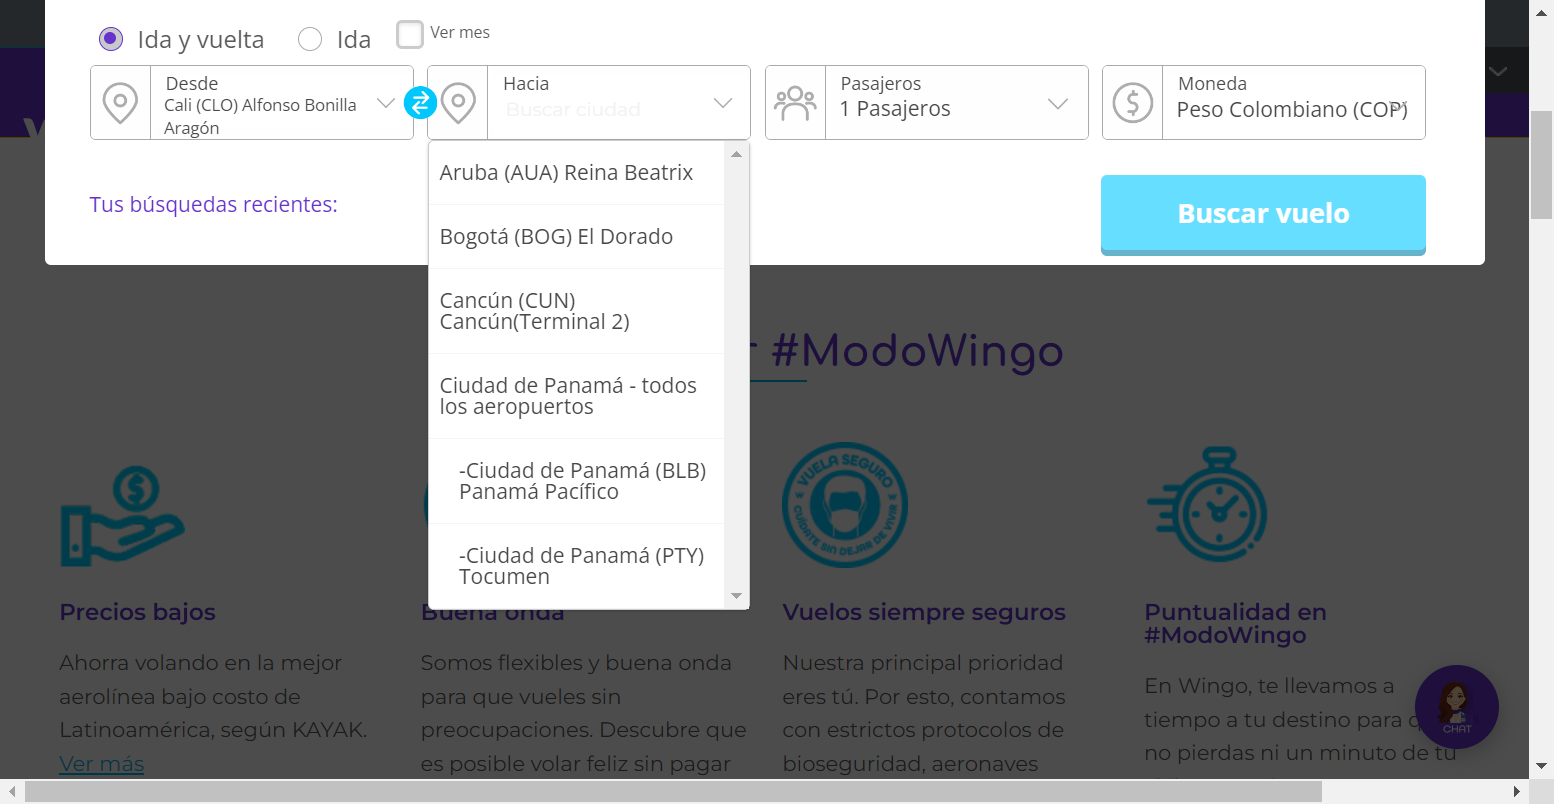 Ida y vuelta
Ida
Ver mes
Desde
Cali (CLO) Alfonso Bonilla
Aragón
Hacia
Buscar ciudad
Pasajeros
1 Pasajeros
Moneda
Peso Colombiano (COP)
Tus búsquedas recientes:
Buscar vuelo
Aruba (AUA) Reina Beatrix
Bogotá (BOG) El Dorado
Cancún (CUN)
Cancún(Terminal 2)
Ciudad de Panamá - todos
los aeropuertos
-Ciudad de Panamá (BLB)
Panamá Pacífico
-Ciudad de Panamá (PTY)
Tocumen
#ModoWingo
Precios bajos
Ahorra volando en la mejor
aerolínea bajo costo de
Latinoamérica, según KAYAK.
Ver más
Buena onda
Somos flexibles y buena onda
para que vueles sin
preocupaciones. Descubre que
es posible volar feliz sin pagar
VUELA SEGURO
CUÍDATE SIN DEJAR DE VIVIR
Vuelos siempre seguros
Nuestra principal prioridad
eres tú. Por esto, contamos
con estrictos protocolos de
bioseguridad, aeronaves
Puntualidad en
#ModoWingo
En Wingo, te llevamos a
tiempo a tu destino para
no pierdas ni un minuto de tu
CHAT